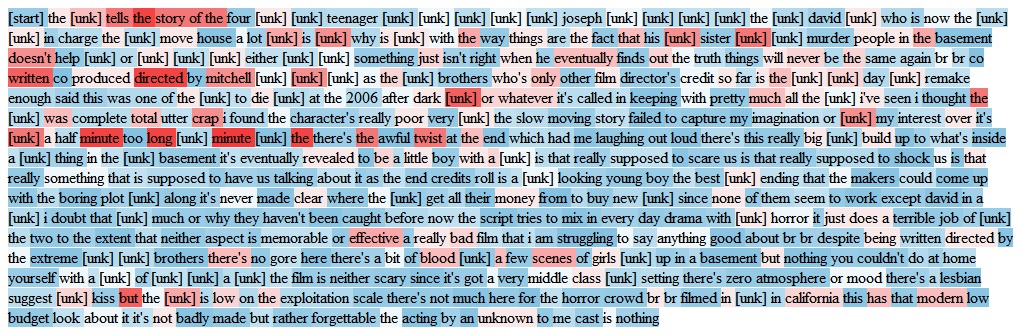 [start] the [unk] tells the story of the four [unk] [unk] teenager [unk] [unk] [unk] [unk] [unk] joseph [unk] [unk] [unk] [unk] the [unk] david [unk] who is now the [unk]
[unk] in charge the [unk] move house a lot [unk] is [unk] why is [unk] with the way things are the fact that his [unk] sister [unk] [unk] murder people in the basement
doesn't help [unk] or [unk] [unk] [unk] either [unk] [unk] something just isn't right when he eventually finds out the truth things will never be the same again br br co
written co produced directed by mitchell [unk] [unk] [unk] as the [unk] brothers who's only other film director's credit so far is the [unk] [unk] day [unk] remake
enough said this was one of the [unk] to die [unk] at the 2006 after dark [unk] or whatever it's called in keeping with pretty much all the [unk] i've seen i thought the
[unk] was complete total utter crap i found the character's really poor very [unk] the slow moving story failed to capture my imagination or [unk] my interest over it's
[unk] a half minute too long [unk] minute [unk] the there's the awful twist at the end which had me laughing out loud there's this really big [unk] build up to what's inside
a [unk] thing in the [unk] basement it's eventually revealed to be a little boy with a [unk] is that really supposed to scare us is that really supposed to shock us is that
really something that is supposed to have us talking about it as the end credits roll is a [unk] looking young boy the best [unk] ending that the makers could come up
with the boring plot [unk] along it's never made clear where the [unk] get all their money from to buy new [unk] since none of them seem to work except david in a
[unk] i doubt that [unk] much or why they haven't been caught before now the script tries to mix in every day drama with [unk] horror it just does a terrible job of [unk]
the two to the extent that neither aspect is memorable or effective a really bad film that i am struggling to say anything good about br br despite being written directed by
the extreme [unk] [unk] brothers there's no gore here there's a bit of blood [unk] a few scenes of girls [unk] up in a basement but nothing you couldn't do at home
yourself with a [unk] of [unk] [unk] a [unk] the film is neither scary since it's got a very middle class [unk] setting there's zero atmosphere or mood there's a lesbian
suggest [unk] kiss but the [unk] is low on the exploitation scale there's not much here for the horror crowd br br filmed in [unk] in california this has that modern low
budget look about it it's not badly made but rather forgettable the acting by an unknown to me cast is nothing